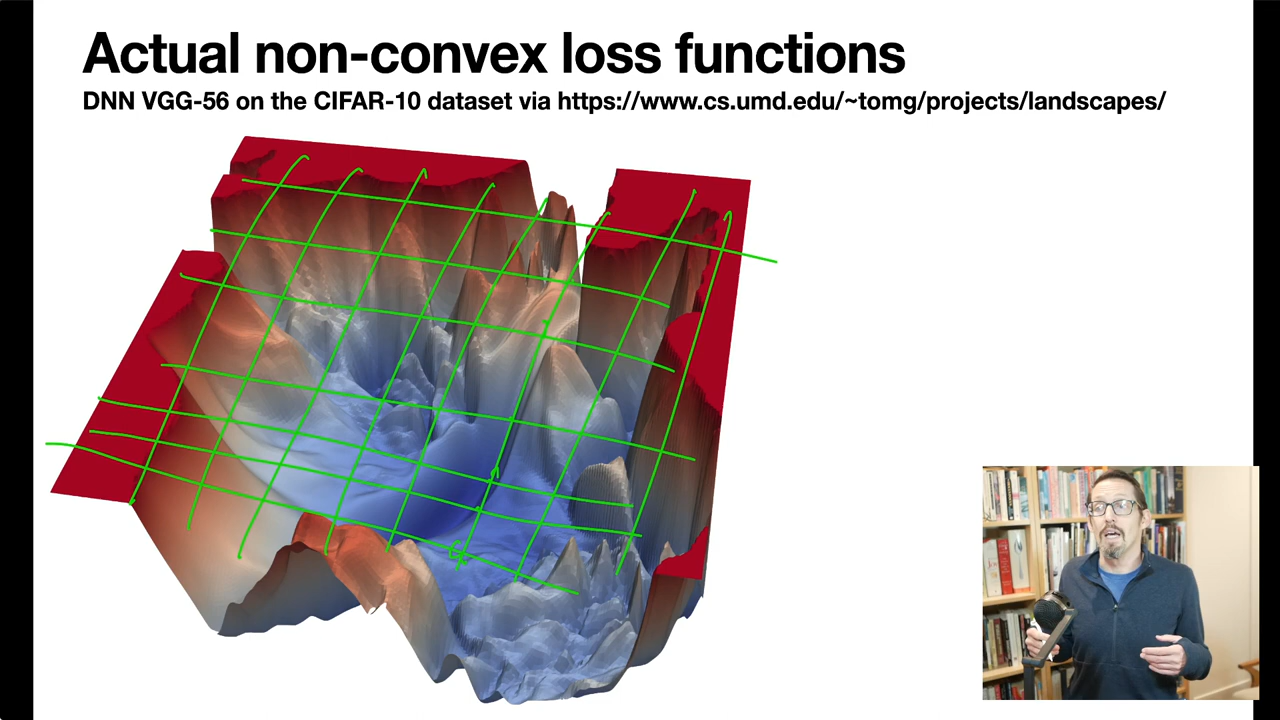 Actual non-convex loss functions
DNN VGG-56 on the CIFAR-10 dataset via https://www.cs.umd.edu/~tomg/projects/landscapes/